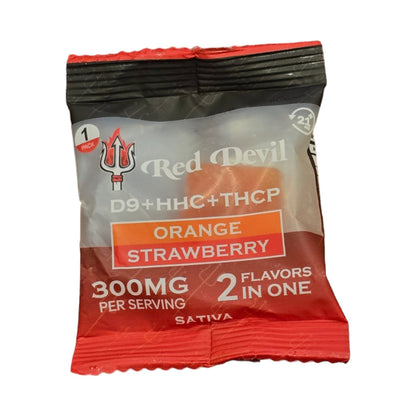 1
PACK
21+
Red Devil
D9+HHC+THCP
ORANGE
STRAWBERRY
300MG
PER SERVING
2 FLAVORS
IN ONE
SATIVA